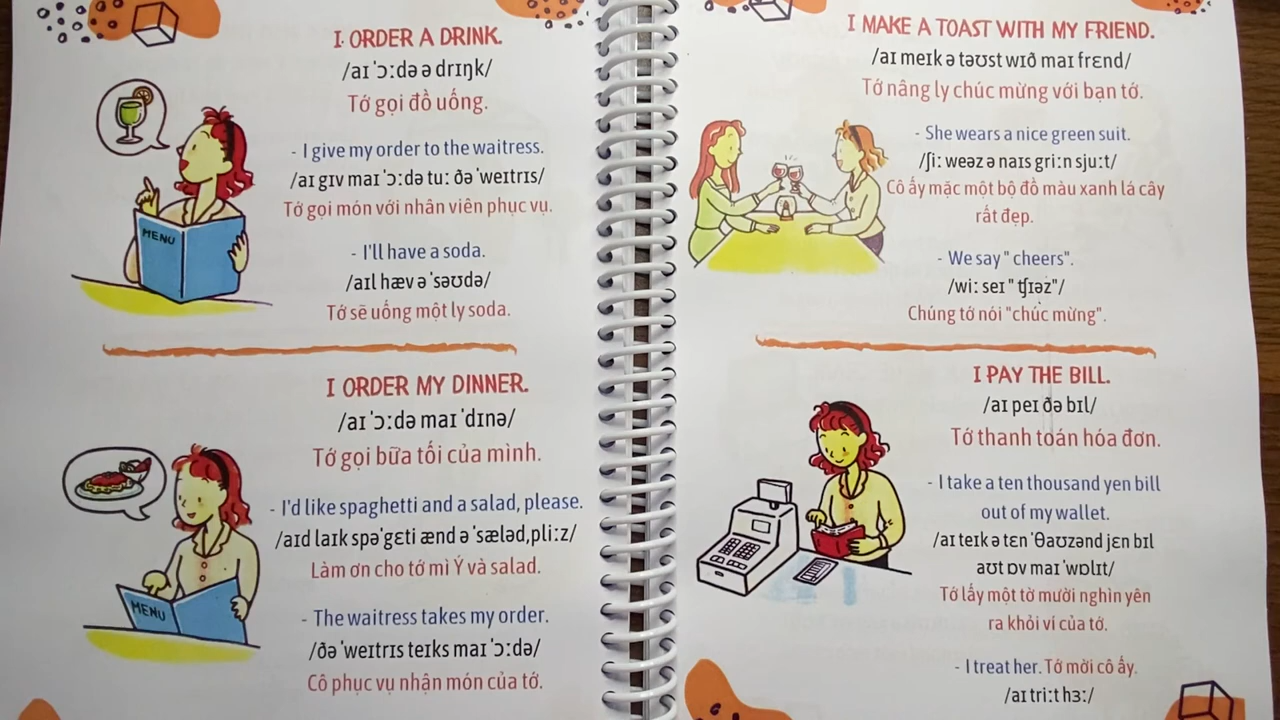 I ORDER A DRINK.
/aɪ ˈɔːdə ə drɪŋk/
Tớ gọi đồ uống.
- I give my order to the waitress.
/aɪ gɪv maɪ ˈɔːdə tuː ðə ˈweɪtrɪs/
Tớ gọi món với nhân viên phục vụ.
- I'll have a soda.
/aɪl hæv ə ˈsəʊdə/
Tớ sẽ uống một ly soda.
MENU
I ORDER MY DINNER.
/aɪ ˈɔːdə maɪ ˈdɪnə/
Tớ gọi bữa tối của mình.
- I'd like spaghetti and a salad, please.
/aɪd laɪk spəˈgɛti ænd ə ˈsæləd,pliːz/
Làm ơn cho tớ mì Ý và salad.
- The waitress takes my order.
/ðə ˈweɪtrɪs teɪks maɪ ˈɔːdə/
Cô phục vụ nhận món của tớ.
MENU
I MAKE A TOAST WITH MY FRIEND.
/aɪ meɪk ə təʊst wɪð maɪ frɛnd/
Tớ nâng ly chúc mừng với bạn tớ.
- She wears a nice green suit.
/ʃiː weəz ə naɪs griːn sjuːt/
Cô ấy mặc một bộ đồ màu xanh lá cây
rất đẹp.
- We say " cheers".
/wiː seɪ " ʧɪəz"/
Chúng tớ nói "chúc mừng".
I PAY THE BILL.
/aɪ peɪ ðə bɪl/
Tớ thanh toán hóa đơn.
- I take a ten thousand yen bill
out of my wallet.
/aɪ teɪk ə tɛn ˈθaʊzənd jɛn bɪl
aʊt ɒv maɪ ˈwɒlɪt/
Tớ lấy một tờ mười nghìn yên
ra khỏi ví của tớ.
- I treat her. Tớ mời cô ấy.
/aɪ triːt hɜː/